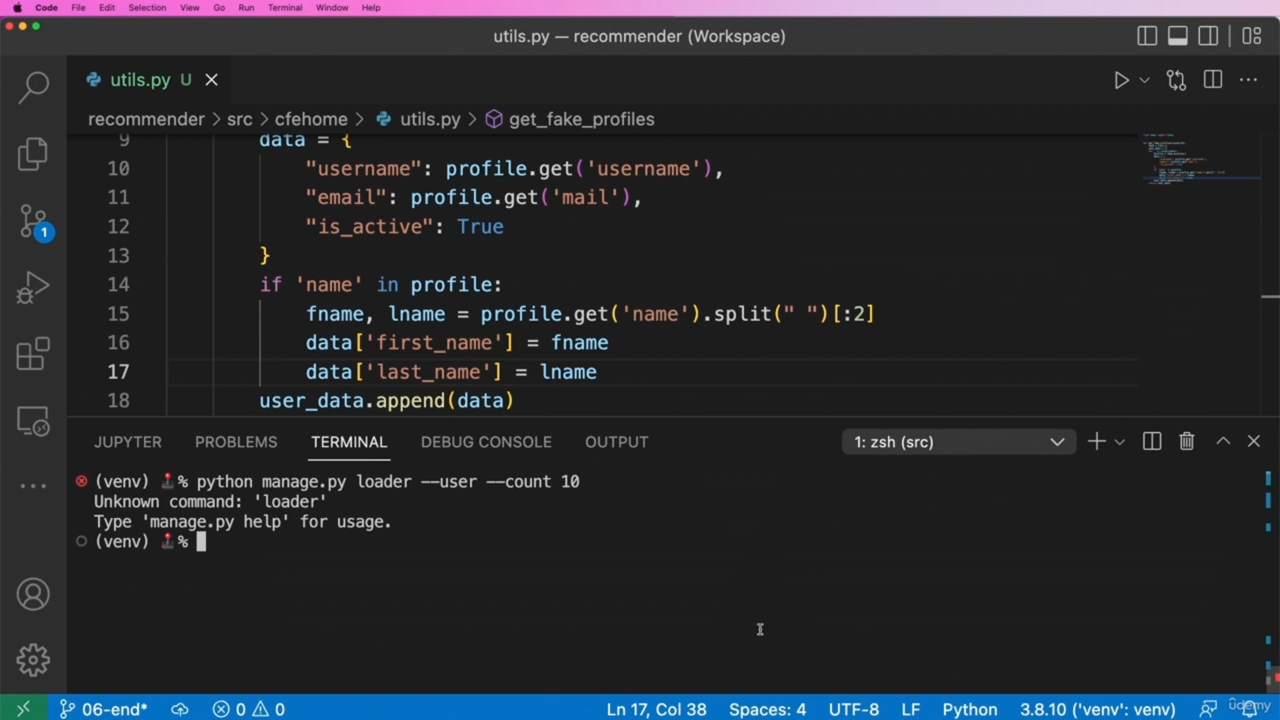 Code File Edit Selection View Go Run Terminal Window Help
utils.py — recommender (Workspace)
utils.py U
recommender > src > cfehome > utils.py > get_fake_profiles
9 data = {
10 "username": profile.get('username'),
11 "email": profile.get('mail'),
12 "is_active": True
13 }
14 if 'name' in profile:
15 fname, lname = profile.get('name').split(" ")[:2]
16 data['first_name'] = fname
17 data['last_name'] = lname
18 user_data.append(data)
JUPYTER PROBLEMS TERMINAL DEBUG CONSOLE OUTPUT 1: zsh (src)
(venv) 🕹% python manage.py loader --user --count 10
Unknown command: 'loader'
Type 'manage.py help' for usage.
(venv) 🕹%
1
06-end* 0 0 Ln 17, Col 38 Spaces: 4 UTF-8 LF Python 3.8.10 ('venv': venv)
udemy